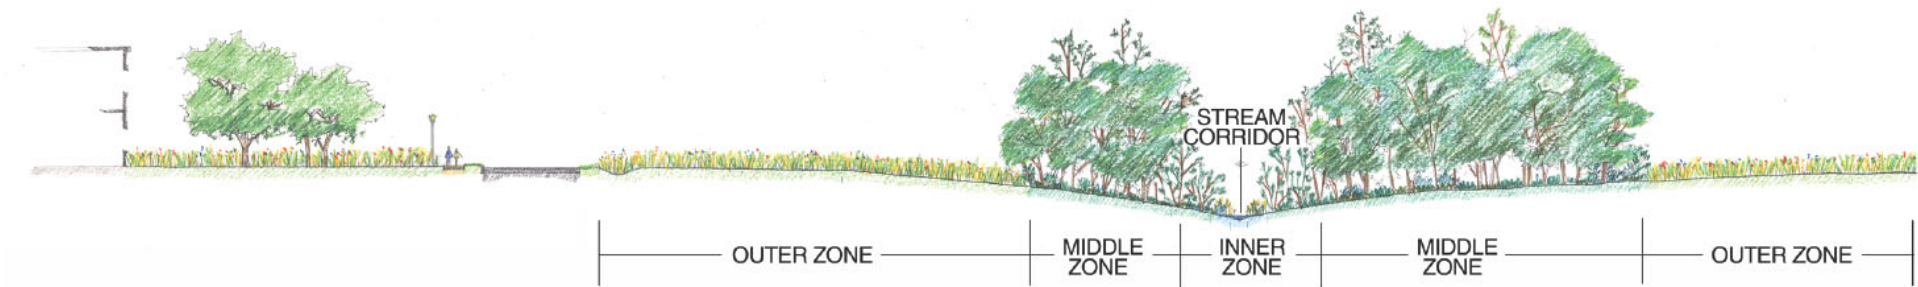 STREAM
CORRIDOR
OUTER ZONE
MIDDLE
ZONE
INNER
ZONE
MIDDLE
ZONE
OUTER ZONE